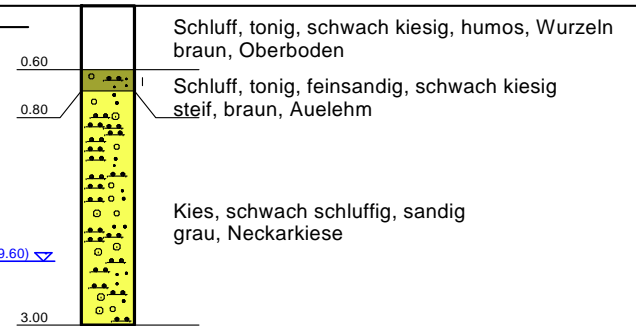 Schluff, tonig, schwach kiesig, humos, Wurzeln
braun, Oberboden
0.60
Schluff, tonig, feinsandig, schwach kiesig
steif, braun, Auelehm
0.80
Kies, schwach schluffig, sandig
grau, Neckarkiese
9.60)
3.00